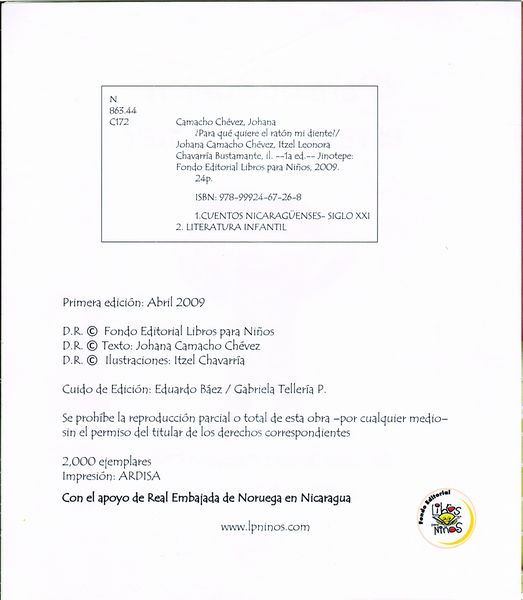 N
863.44
C172 Camacho Chévez, Johana
¿Para qué quiere el ratón mi diente?/
Johana Camacho Chévez, Itzel Leonora
Chavarría Bustamante, il. --1a ed.-- Jinotepe:
Fondo Editorial Libros para Niños, 2009.
24p.
ISBN: 978-99924-67-26-8
1.CUENTOS NICARAGÜENSES- SIGLO XXI
2. LITERATURA INFANTIL
Primera edición: Abril 2009
D.R. © Fondo Editorial Libros para Niños
D.R. © Texto: Johana Camacho Chévez
D.R. © Ilustraciones: Itzel Chavarría
Cuido de Edición: Eduardo Báez / Gabriela Tellería P.
Se prohíbe la reproducción parcial o total de esta obra –por cualquier medio–
sin el permiso del titular de los derechos correspondientes
2,000 ejemplares
Impresión: ARDISA
Con el apoyo de Real Embajada de Noruega en Nicaragua
www.lpninos.com
Fondo Editorial
Libros
Niños